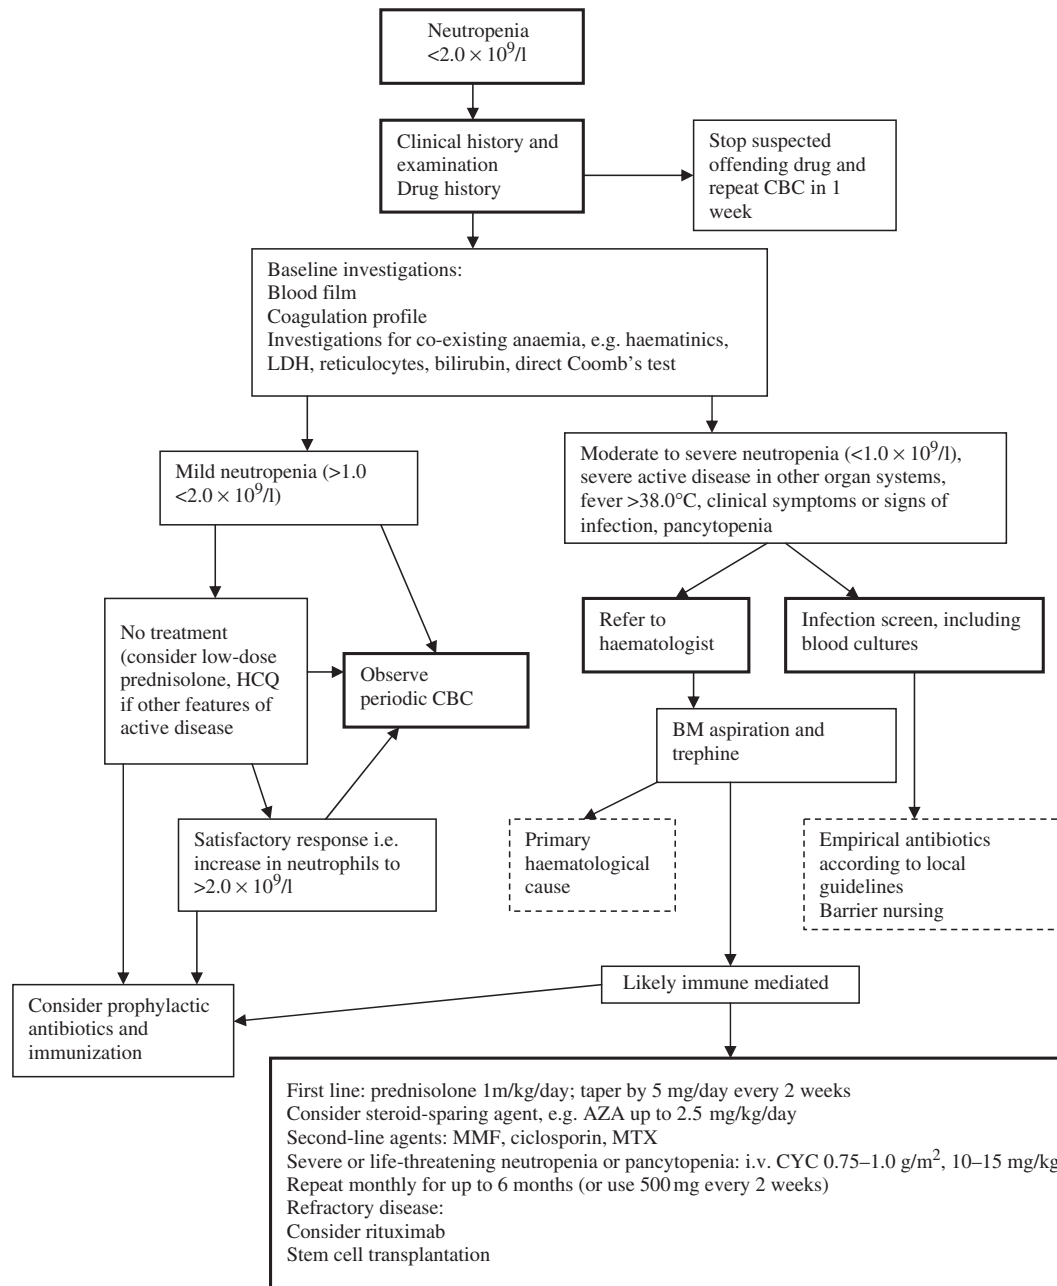 Neutropenia
<2.0 × 10⁹/l
Clinical history and
examination
Drug history
Stop suspected
offending drug and
repeat CBC in 1
week
Baseline investigations:
Blood film
Coagulation profile
Investigations for co-existing anaemia, e.g. haematinics,
LDH, reticulocytes, bilirubin, direct Coomb's test
Mild neutropenia (>1.0
<2.0 × 10⁹/l)
Moderate to severe neutropenia (<1.0 × 10⁹/l),
severe active disease in other organ systems,
fever >38.0°C, clinical symptoms or signs of
infection, pancytopenia
No treatment
(consider low-dose
prednisolone, HCQ
if other features of
active disease
Observe
periodic CBC
Refer to
haematologist
Infection screen, including
blood cultures
BM aspiration and
trephine
Satisfactory response i.e.
increase in neutrophils to
>2.0 × 10⁹/l
Primary
haematological
cause
Empirical antibiotics
according to local
guidelines
Barrier nursing
Likely immune mediated
Consider prophylactic
antibiotics and
immunization
First line: prednisolone 1m/kg/day; taper by 5 mg/day every 2 weeks
Consider steroid-sparing agent, e.g. AZA up to 2.5 mg/kg/day
Second-line agents: MMF, ciclosporin, MTX
Severe or life-threatening neutropenia or pancytopenia: i.v. CYC 0.75–1.0 g/m², 10–15 mg/kg
Repeat monthly for up to 6 months (or use 500 mg every 2 weeks)
Refractory disease:
Consider rituximab
Stem cell transplantation